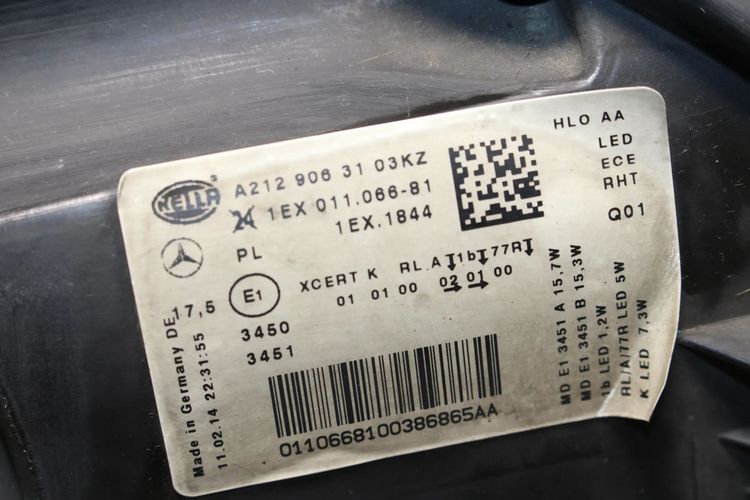 HELLA
A212 906 31 03KZ
24 1EX 011.066-81
1EX.1844
HLO AA
LED
ECE
RHT
Q01
PL
E1
XCERT K RL.A 1b 77R
01 01 00 02 01 00
17,5
3450
3451
0110668100386865AA
Made in Germany DE
11.02.14 22:31:55
MD E1 3451 A 15,7W
MD E1 3451 B 15,3W
1b LED 1,2W
RL/A/77R LED 5W
K LED 7,3W